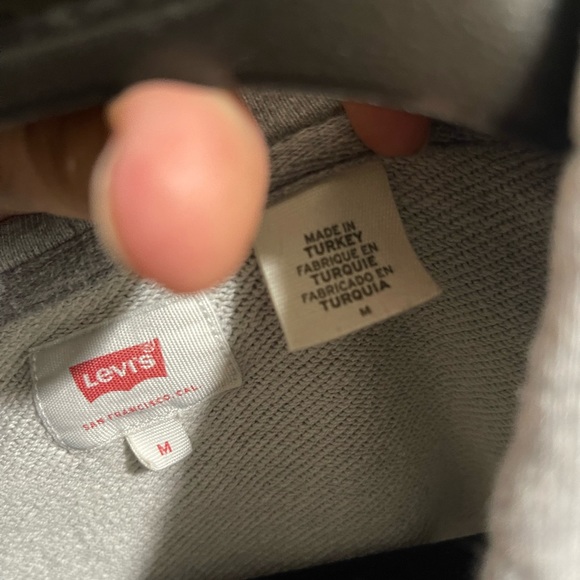 MADE IN
TURKEY
FABRIQUE EN
TURQUIE
FABRICADO EN
TURQUIA
M
Levi's
SAN FRANCISCO, CAL
M